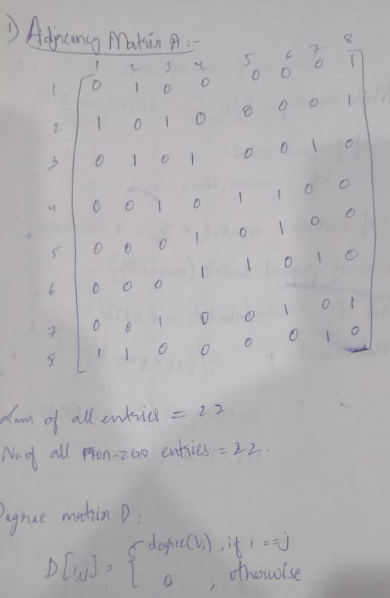 1) Adjacency Matrix A:-
1 2 3 4 5 6 7 8
1 0 1 0 0 0 0 0 1
2 1 0 1 0 0 0 0 1
3 0 1 0 1 0 0 1 0
4 0 0 1 0 1 1 0 0
5 0 0 0 1 0 1 0 0
6 0 0 0 1 1 0 1 0
7 0 0 1 0 0 1 0 1
8 1 1 0 0 0 0 1 0
Sum of all entries = 22
No of all non-zero entries = 22.
Degree matrix D:
D[i,j] = { degree(Vi), if i==j
0 , otherwise